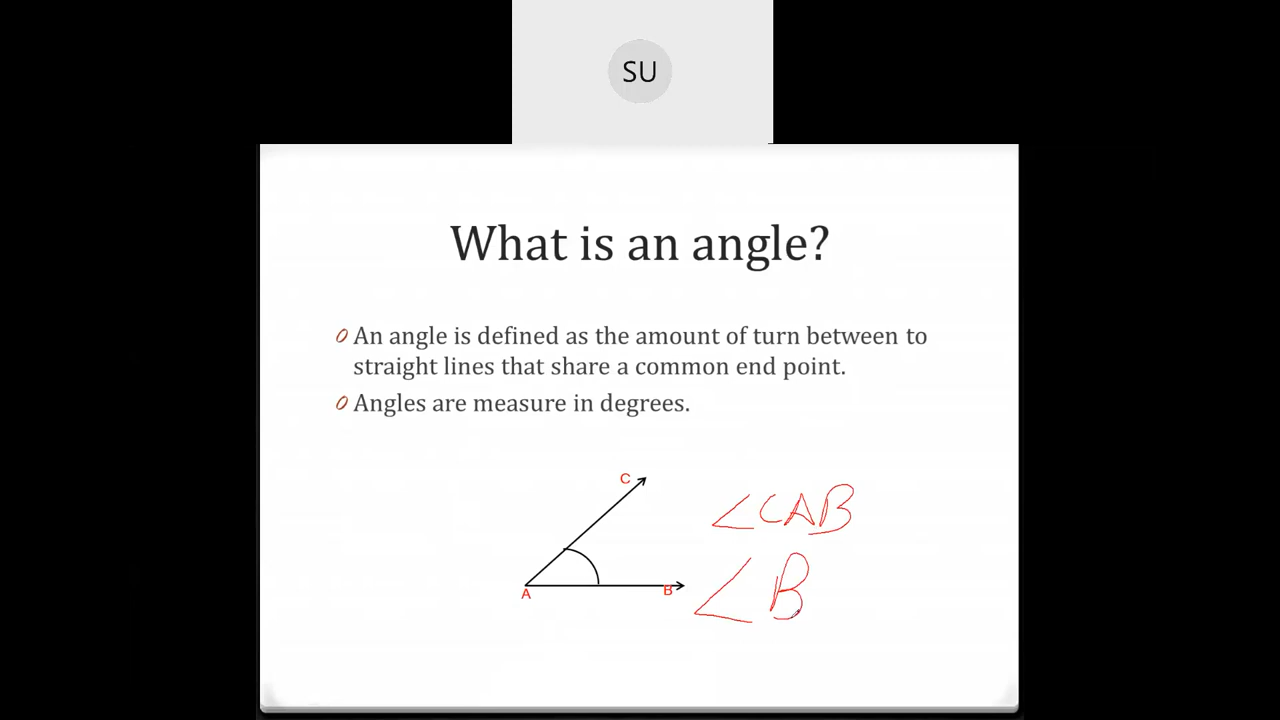 SU
What is an angle?
An angle is defined as the amount of turn between to
straight lines that share a common end point.
Angles are measure in degrees.
C
∠CAB
A
B
∠B